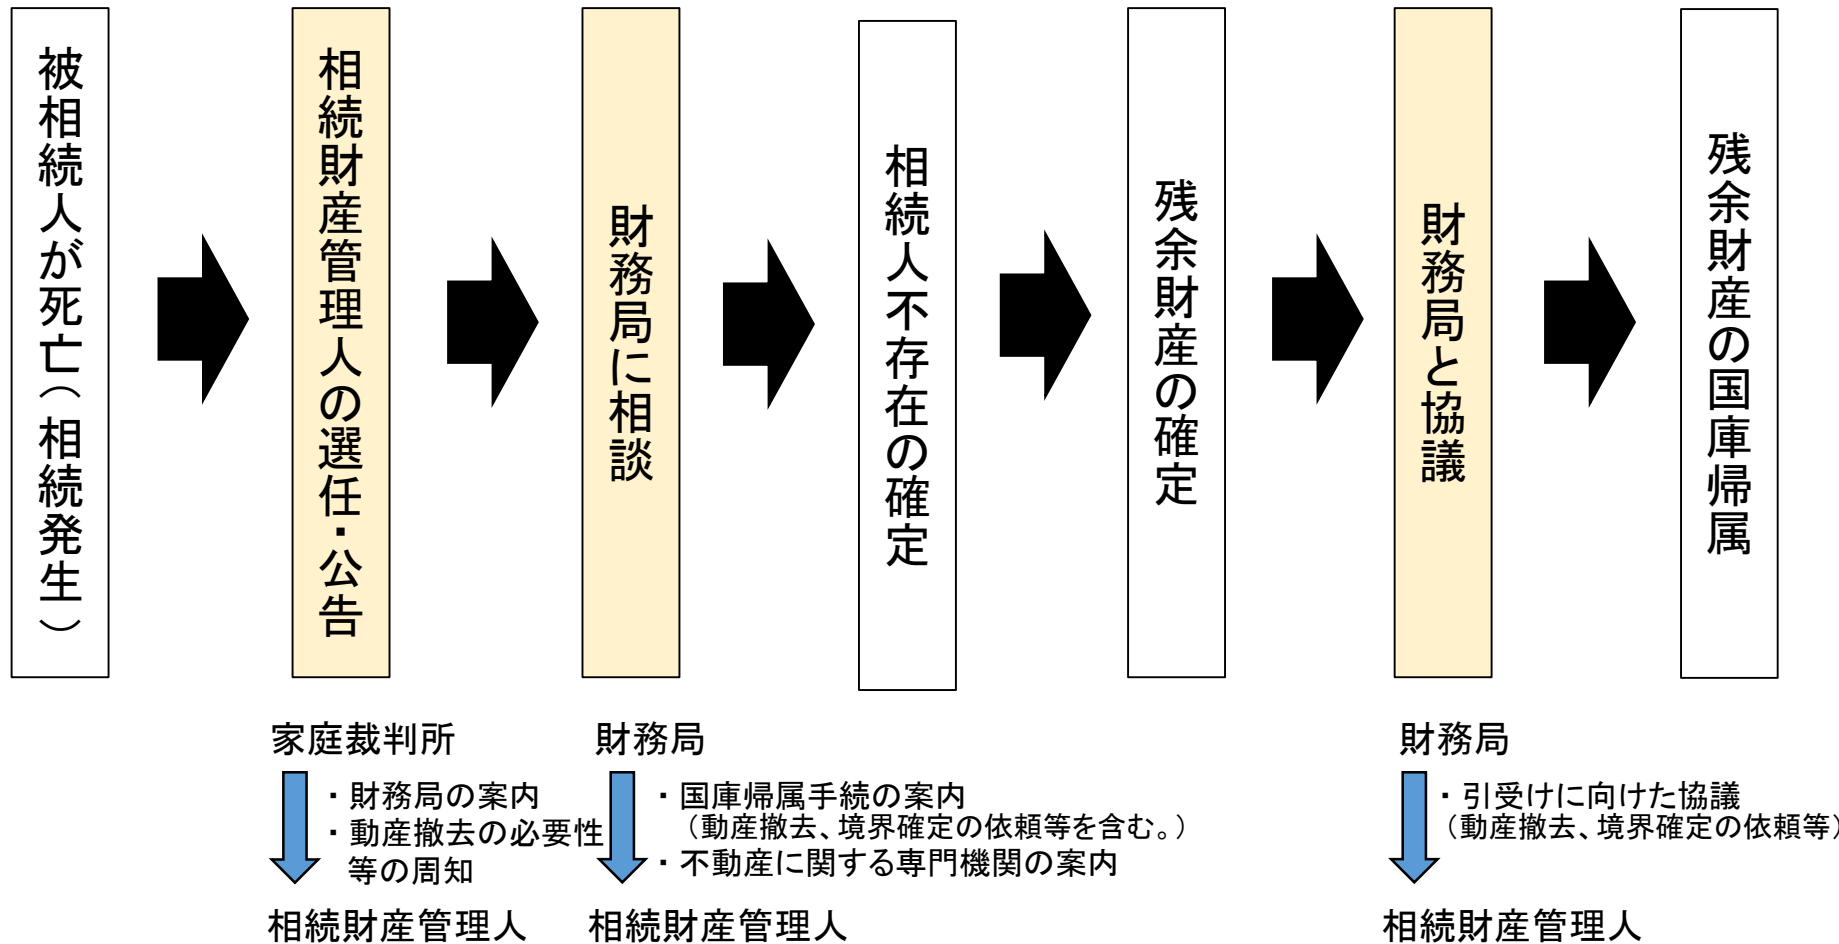 被相続人が死亡（相続発生）
相続財産管理人の選任・公告
財務局に相談
相続人不存在の確定
残余財産の確定
財務局と協議
残余財産の国庫帰属
家庭裁判所
・財務局の案内
・動産撤去の必要性
等の周知
相続財産管理人
財務局
・国庫帰属手続の案内
（動産撤去、境界確定の依頼等を含む。）
・不動産に関する専門機関の案内
相続財産管理人
財務局
・引受けに向けた協議
（動産撤去、境界確定の依頼等）
相続財産管理人